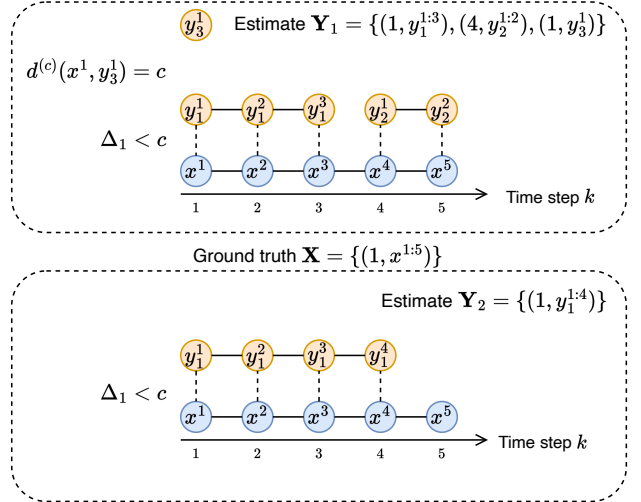 y₃¹ Estimate Y₁ = {(1, y₁^{1:3}), (4, y₂^{1:2}), (1, y₃¹)}
d^{(c)}(x¹, y₃¹) = c
y₁¹ y₁² y₁³ y₂¹ y₂²
Δ₁ < c
x¹ x² x³ x⁴ x⁵
Time step k
1 2 3 4 5
Ground truth X = {(1, x^{1:5})}
Estimate Y₂ = {(1, y₁^{1:4})}
y₁¹ y₁² y₁³ y₁⁴
Δ₁ < c
x¹ x² x³ x⁴ x⁵
Time step k
1 2 3 4 5